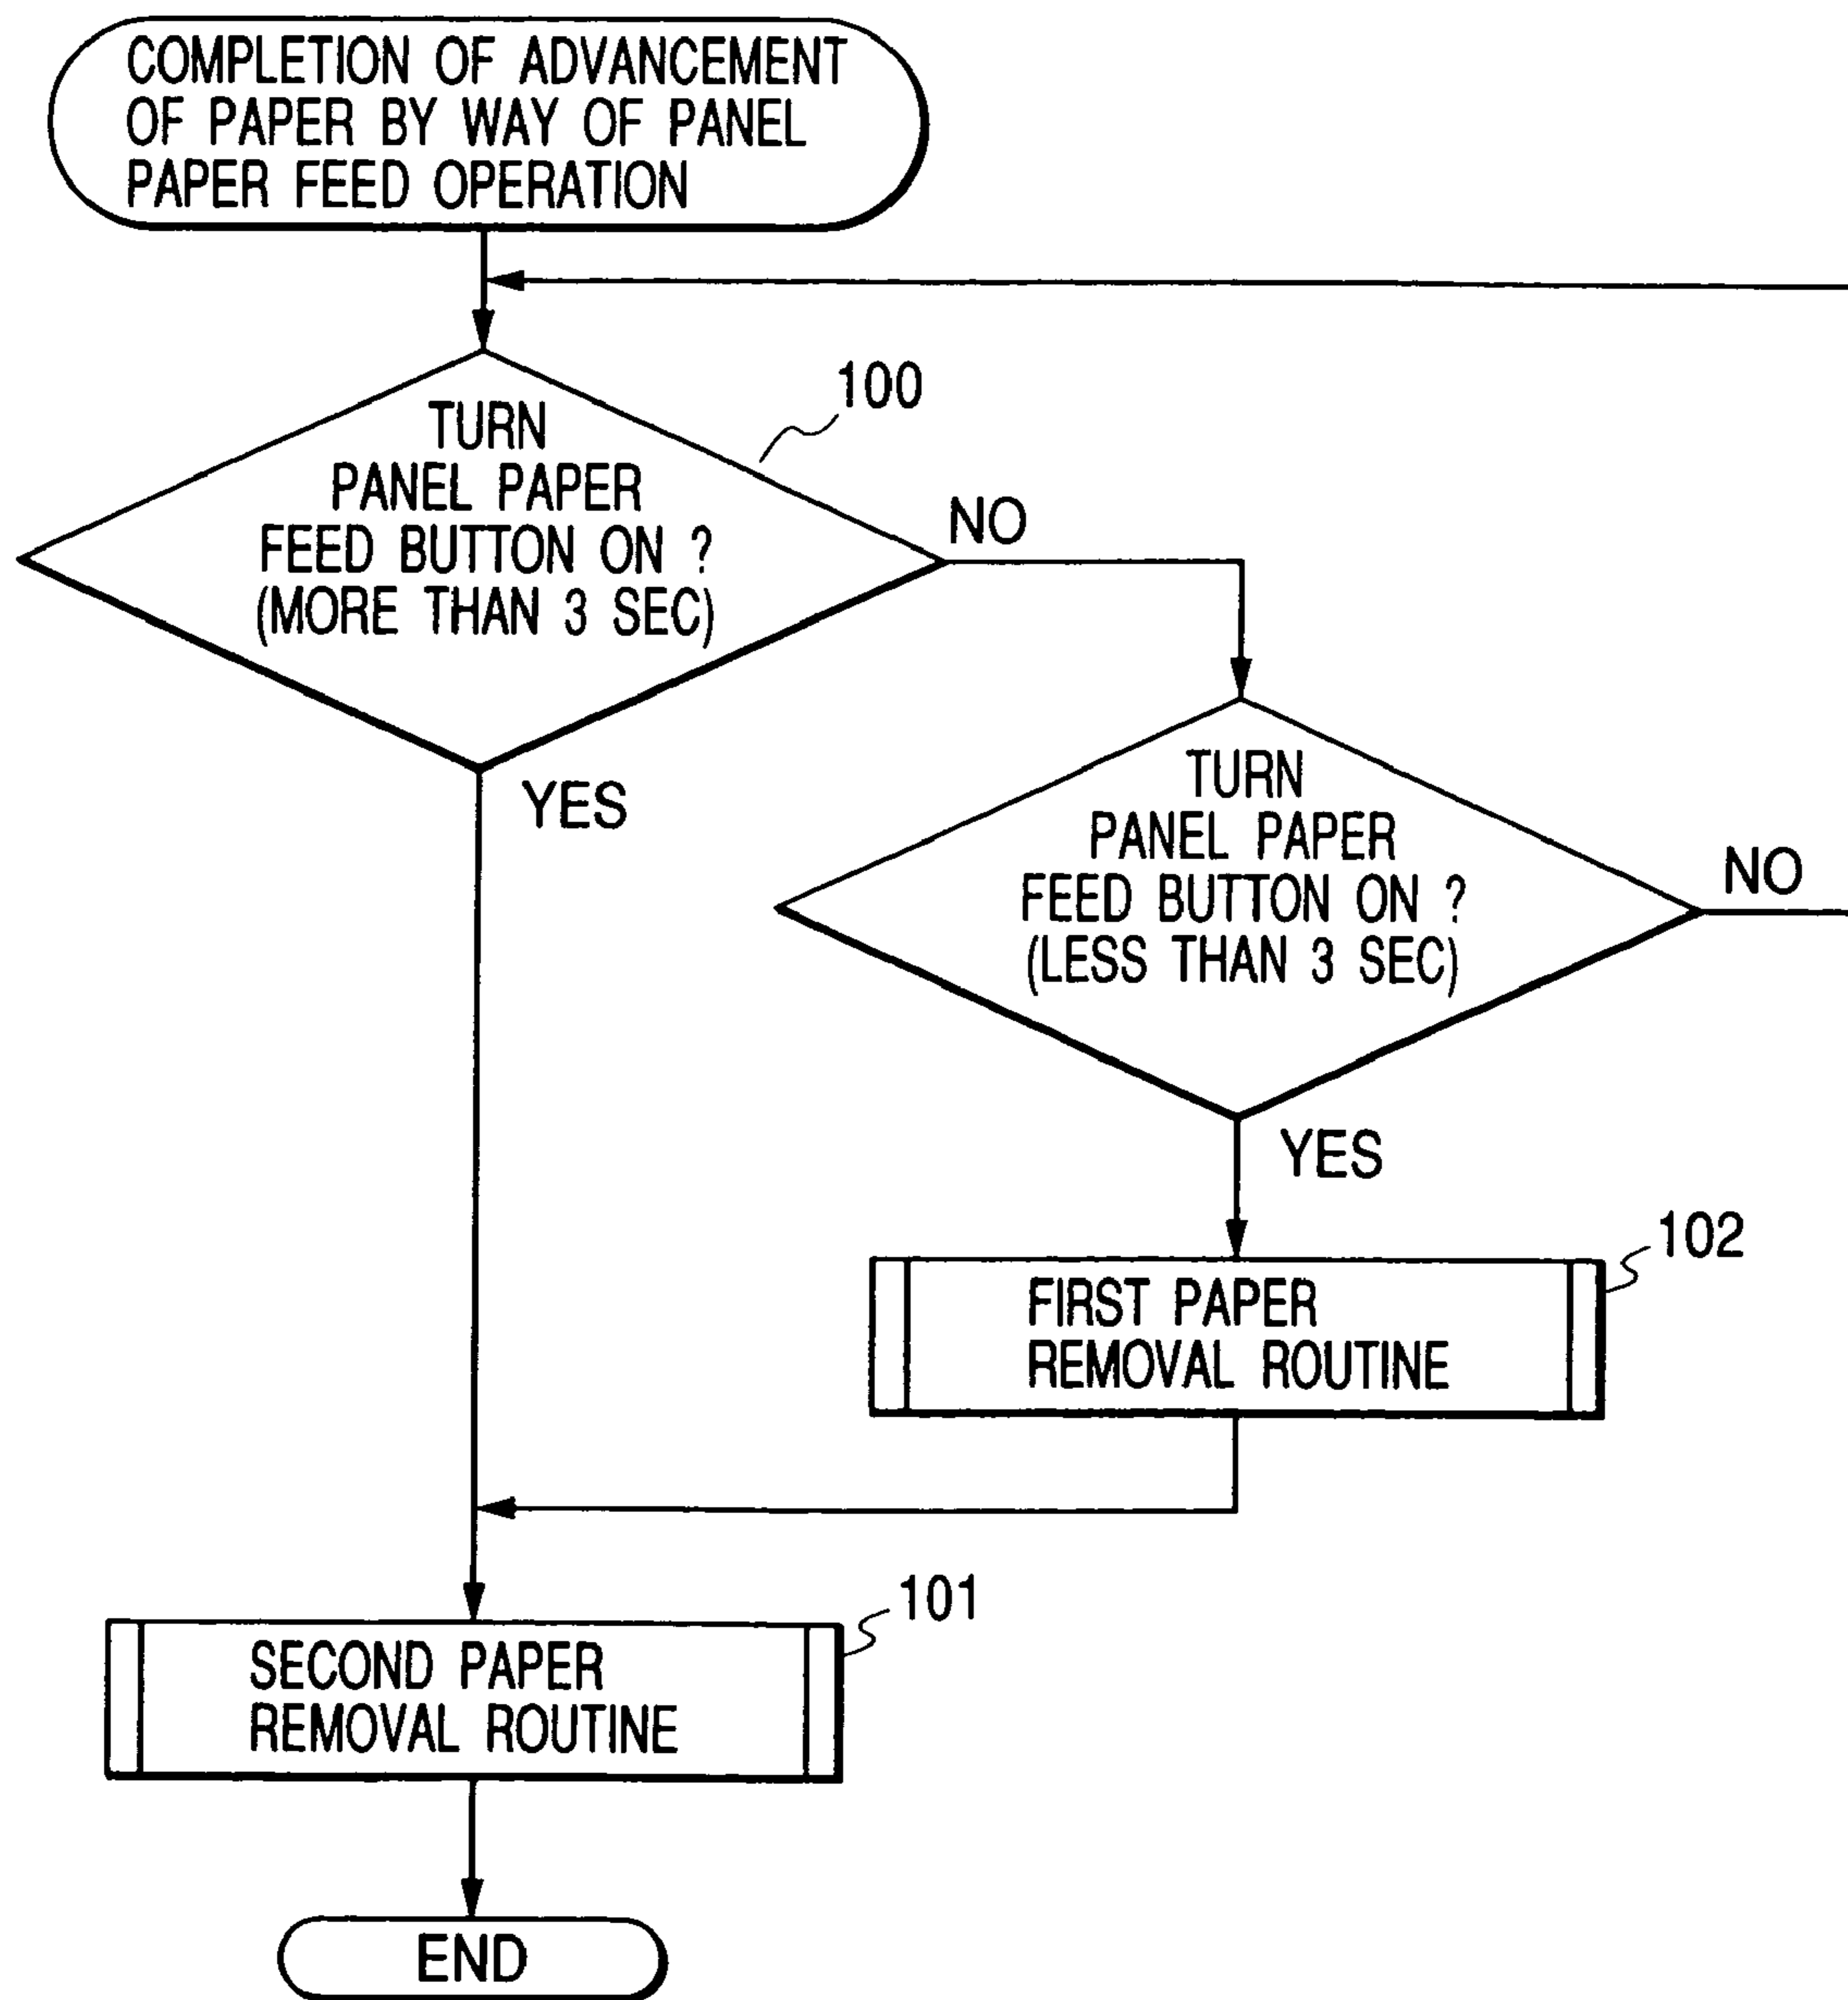 COMPLETION OF ADVANCEMENT
OF PAPER BY WAY OF PANEL
PAPER FEED OPERATION
100
TURN
PANEL PAPER
FEED BUTTON ON ?
(MORE THAN 3 SEC)
NO
YES
TURN
PANEL PAPER
FEED BUTTON ON ?
(LESS THAN 3 SEC)
NO
YES
102
FIRST PAPER
REMOVAL ROUTINE
101
SECOND PAPER
REMOVAL ROUTINE
END